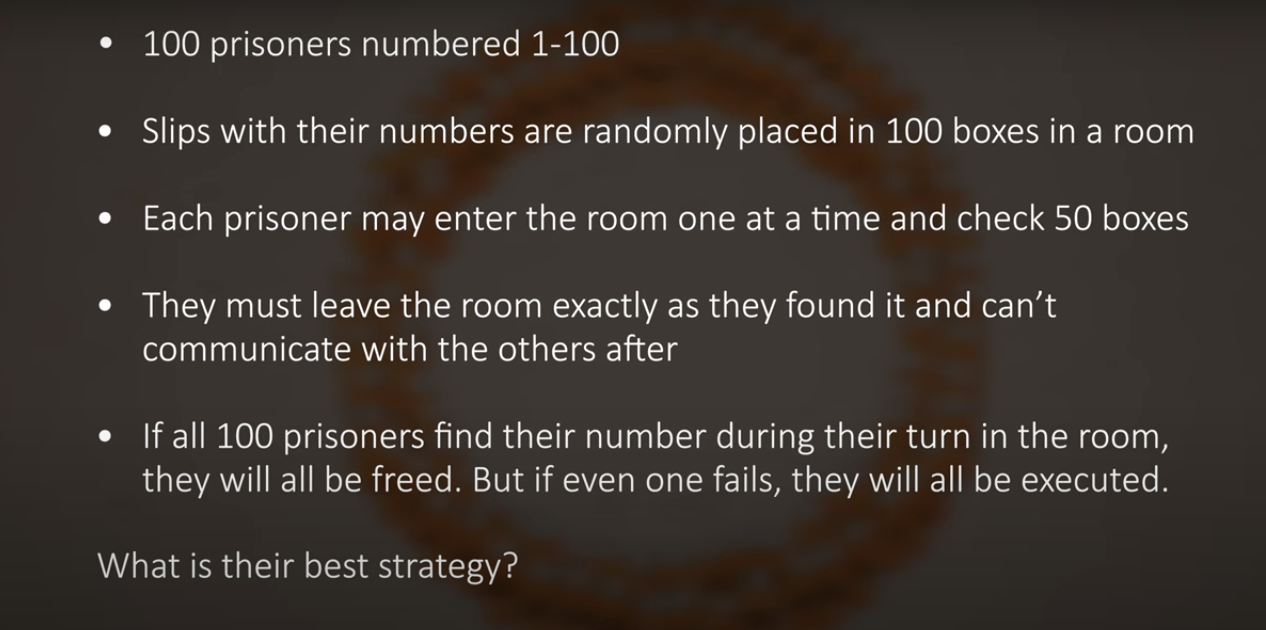 • 100 prisoners numbered 1-100
• Slips with their numbers are randomly placed in 100 boxes in a room
• Each prisoner may enter the room one at a time and check 50 boxes
• They must leave the room exactly as they found it and can’t
communicate with the others after
• If all 100 prisoners find their number during their turn in the room,
they will all be freed. But if even one fails, they will all be executed.
What is their best strategy?